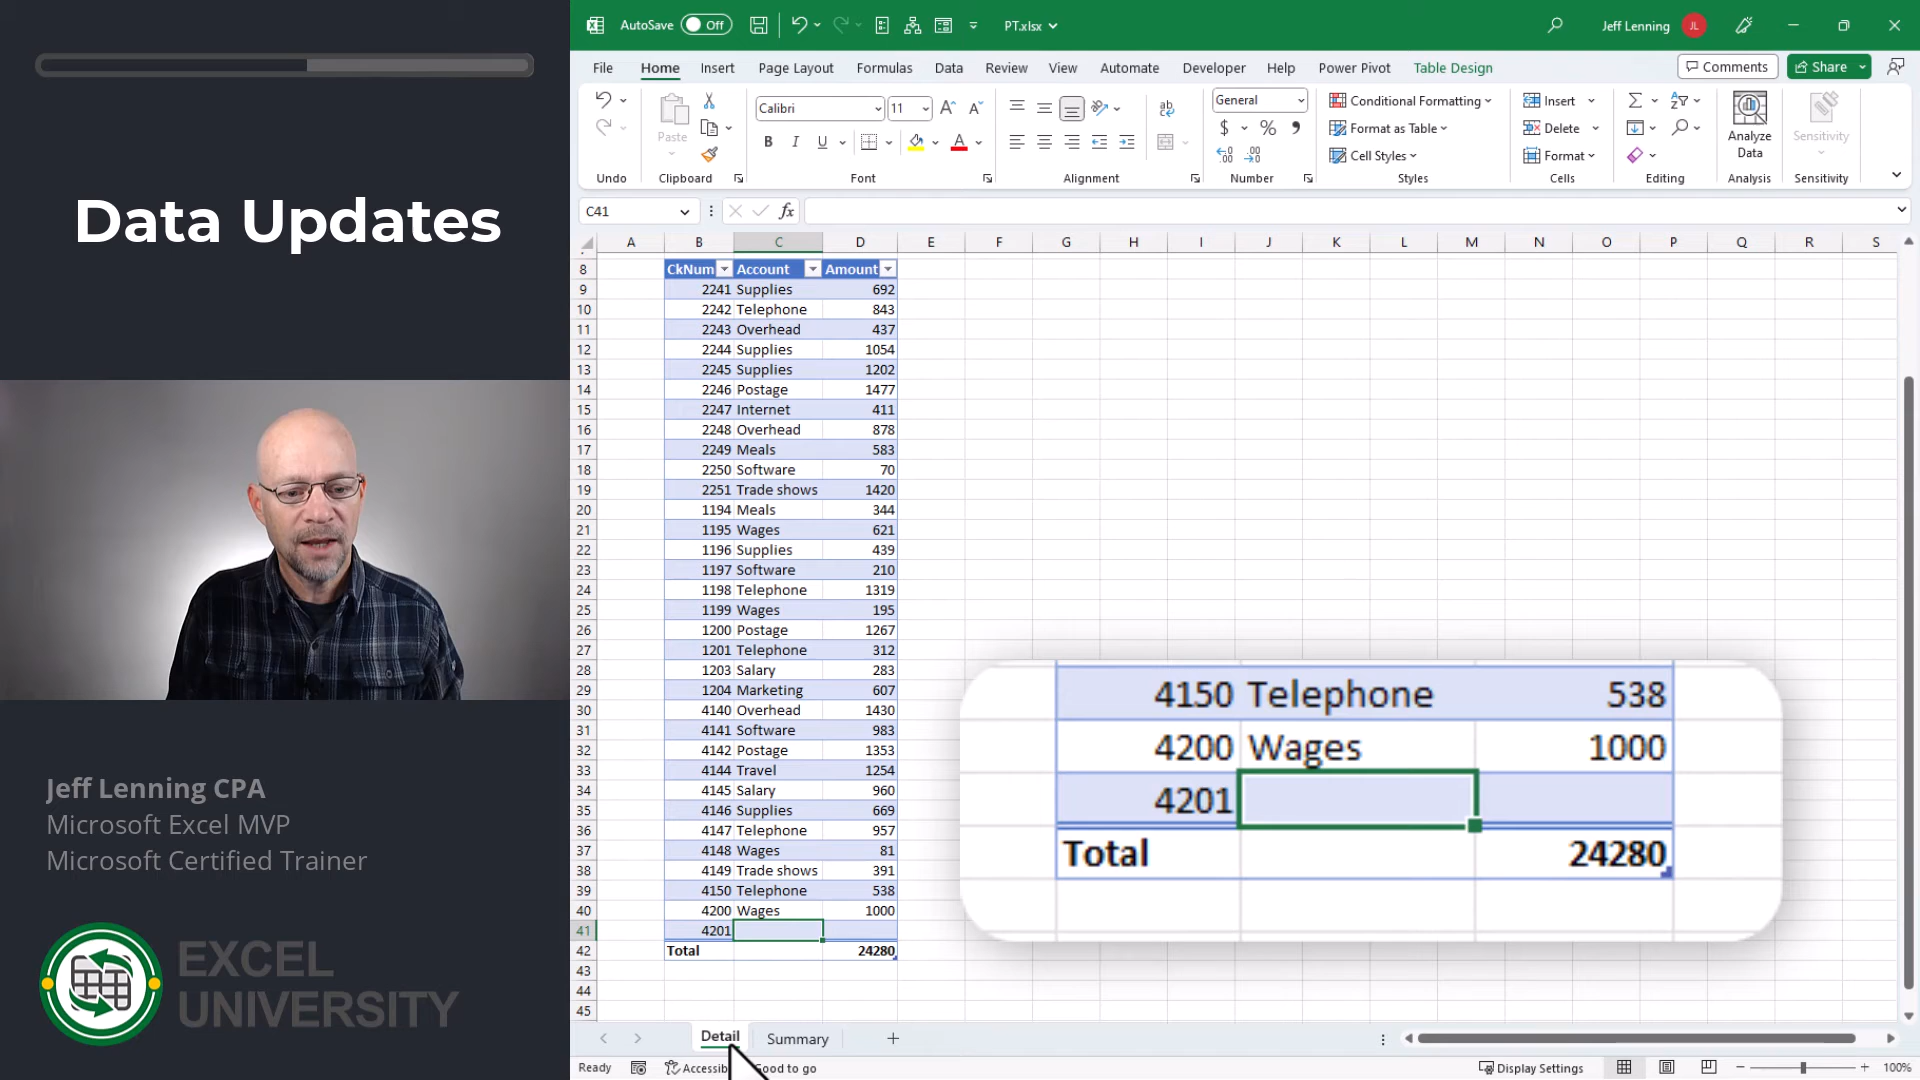 Data Updates
Jeff Lenning CPA
Microsoft Excel MVP
Microsoft Certified Trainer
EXCEL
UNIVERSITY
AutoSave Off PT.xlsx Jeff Lenning JL
File Home Insert Page Layout Formulas Data Review View Automate Developer Help Power Pivot Table Design Comments Share
Paste Calibri 11 B I U A General $ % Conditional Formatting Format as Table Cell Styles Insert Delete Format Analyze Data Sensitivity
Undo Clipboard Font Alignment Number Styles Cells Editing Analysis Sensitivity
C41 fx
A B C D E F G H I J K L M N O P Q R S
8 CkNum Account Amount
9 2241 Supplies 692
10 2242 Telephone 843
11 2243 Overhead 437
12 2244 Supplies 1054
13 2245 Supplies 1202
14 2246 Postage 1477
15 2247 Internet 411
16 2248 Overhead 878
17 2249 Meals 583
18 2250 Software 70
19 2251 Trade shows 1420
20 1194 Meals 344
21 1195 Wages 621
22 1196 Supplies 439
23 1197 Software 210
24 1198 Telephone 1319
25 1199 Wages 195
26 1200 Postage 1267
27 1201 Telephone 312
28 1203 Salary 283
29 1204 Marketing 607
30 4140 Overhead 1430
31 4141 Software 983
32 4142 Postage 1353
33 4144 Travel 1254
34 4145 Salary 960
35 4146 Supplies 669
36 4147 Telephone 957
37 4148 Wages 81
38 4149 Trade shows 391
39 4150 Telephone 538
40 4200 Wages 1000
41 4201
42 Total 24280
43
44
45
4150 Telephone 538
4200 Wages 1000
4201
Total 24280
Detail Summary
Ready Good to go Display Settings 100%